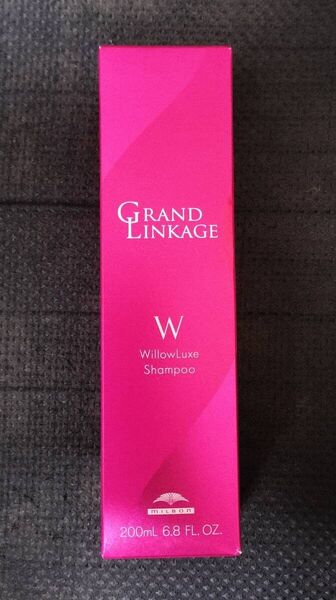 GRAND
LINKAGE
W
WillowLuxe
Shampoo
milbon
200mL 6.8 FL. OZ.